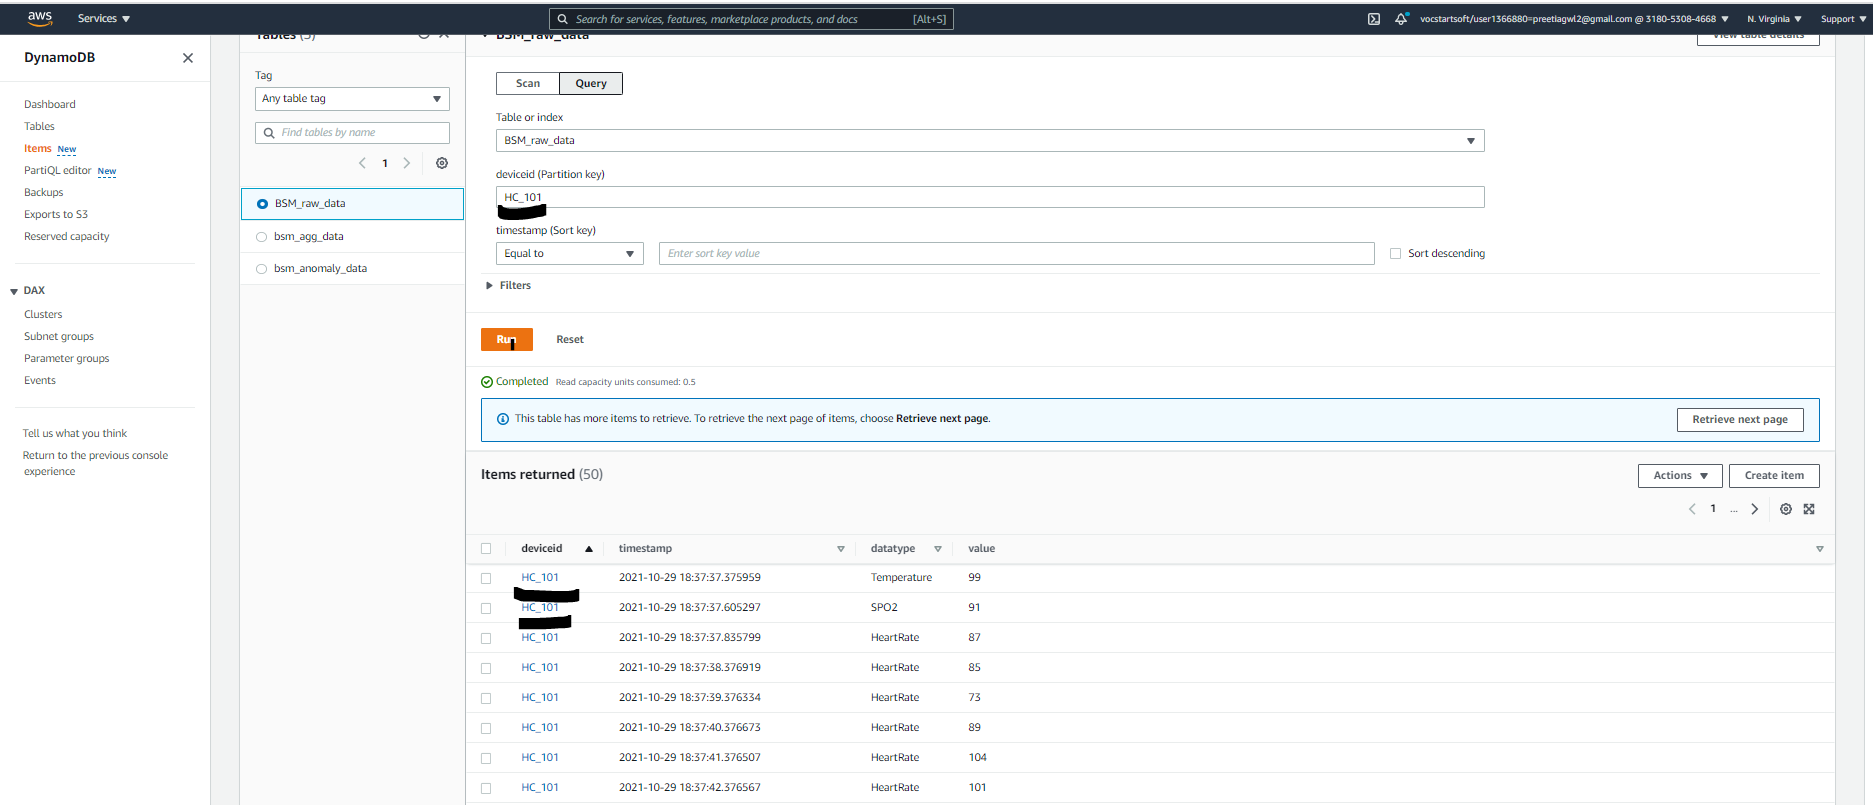 aws Services ▼ Search for services, features, marketplace products, and docs [Alt+S] vocstartsoft/user1366880=preetiagwl2@gmail.com @ 3180-5308-4668 ▼ N. Virginia ▼ Support ▼
DynamoDB
Dashboard
Tables
Items New
PartiQL editor New
Backups
Exports to S3
Reserved capacity
DAX
Clusters
Subnet groups
Parameter groups
Events
Tell us what you think
Return to the previous console
experience
Tables (3)
Tag
Any table tag
Find tables by name
1
BSM_raw_data
bsm_agg_data
bsm_anomaly_data
BSM_raw_data
View table details
Scan Query
Table or index
BSM_raw_data
deviceid (Partition key)
HC_101
timestamp (Sort key)
Equal to Enter sort key value Sort descending
Filters
Run Reset
Completed Read capacity units consumed: 0.5
This table has more items to retrieve. To retrieve the next page of items, choose Retrieve next page. Retrieve next page
Items returned (50) Actions Create item
1 ...
deviceid timestamp datatype value
HC_101 2021-10-29 18:37:37.375959 Temperature 99
HC_101 2021-10-29 18:37:37.605297 SPO2 91
HC_101 2021-10-29 18:37:37.835799 HeartRate 87
HC_101 2021-10-29 18:37:38.376919 HeartRate 85
HC_101 2021-10-29 18:37:39.376334 HeartRate 73
HC_101 2021-10-29 18:37:40.376673 HeartRate 89
HC_101 2021-10-29 18:37:41.376507 HeartRate 104
HC_101 2021-10-29 18:37:42.376567 HeartRate 101